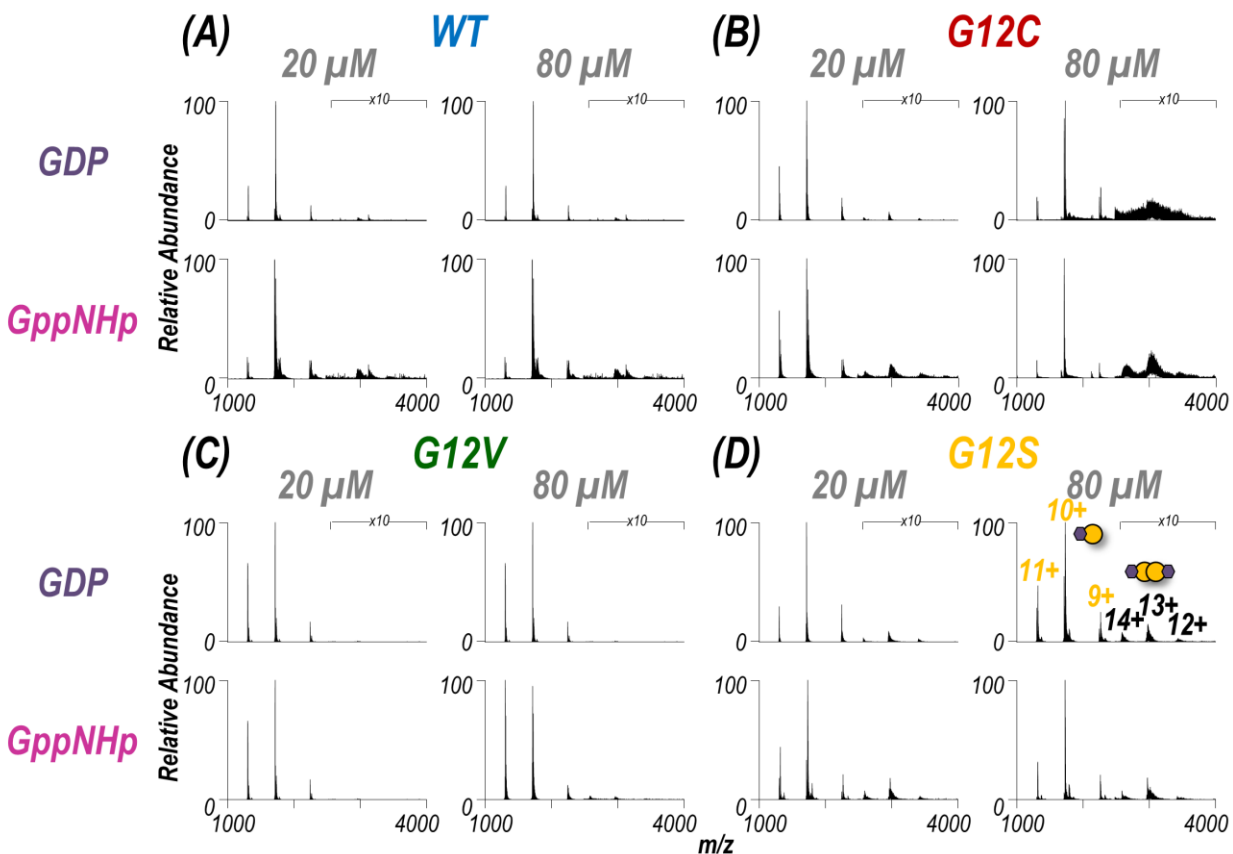 (A) WT (B) G12C
20 µM 80 µM 20 µM 80 µM
x10 x10 x10 x10
100 100 100 100
GDP
Relative Abundance
0 0 0 0
100 100 100 100
GppNHp
0 0 0 0
1000 4000 1000 4000 1000 4000 1000 4000
(C) G12V (D) G12S
20 µM 80 µM 20 µM 80 µM
x10 x10 x10 10+ x10
100 100 100 100
GDP
11+ 9+ 14+ 13+ 12+
Relative Abundance
0 0 0 0
100 100 100 100
GppNHp
0 0 0 0
1000 4000 1000 4000 1000 4000 1000 4000
m/z